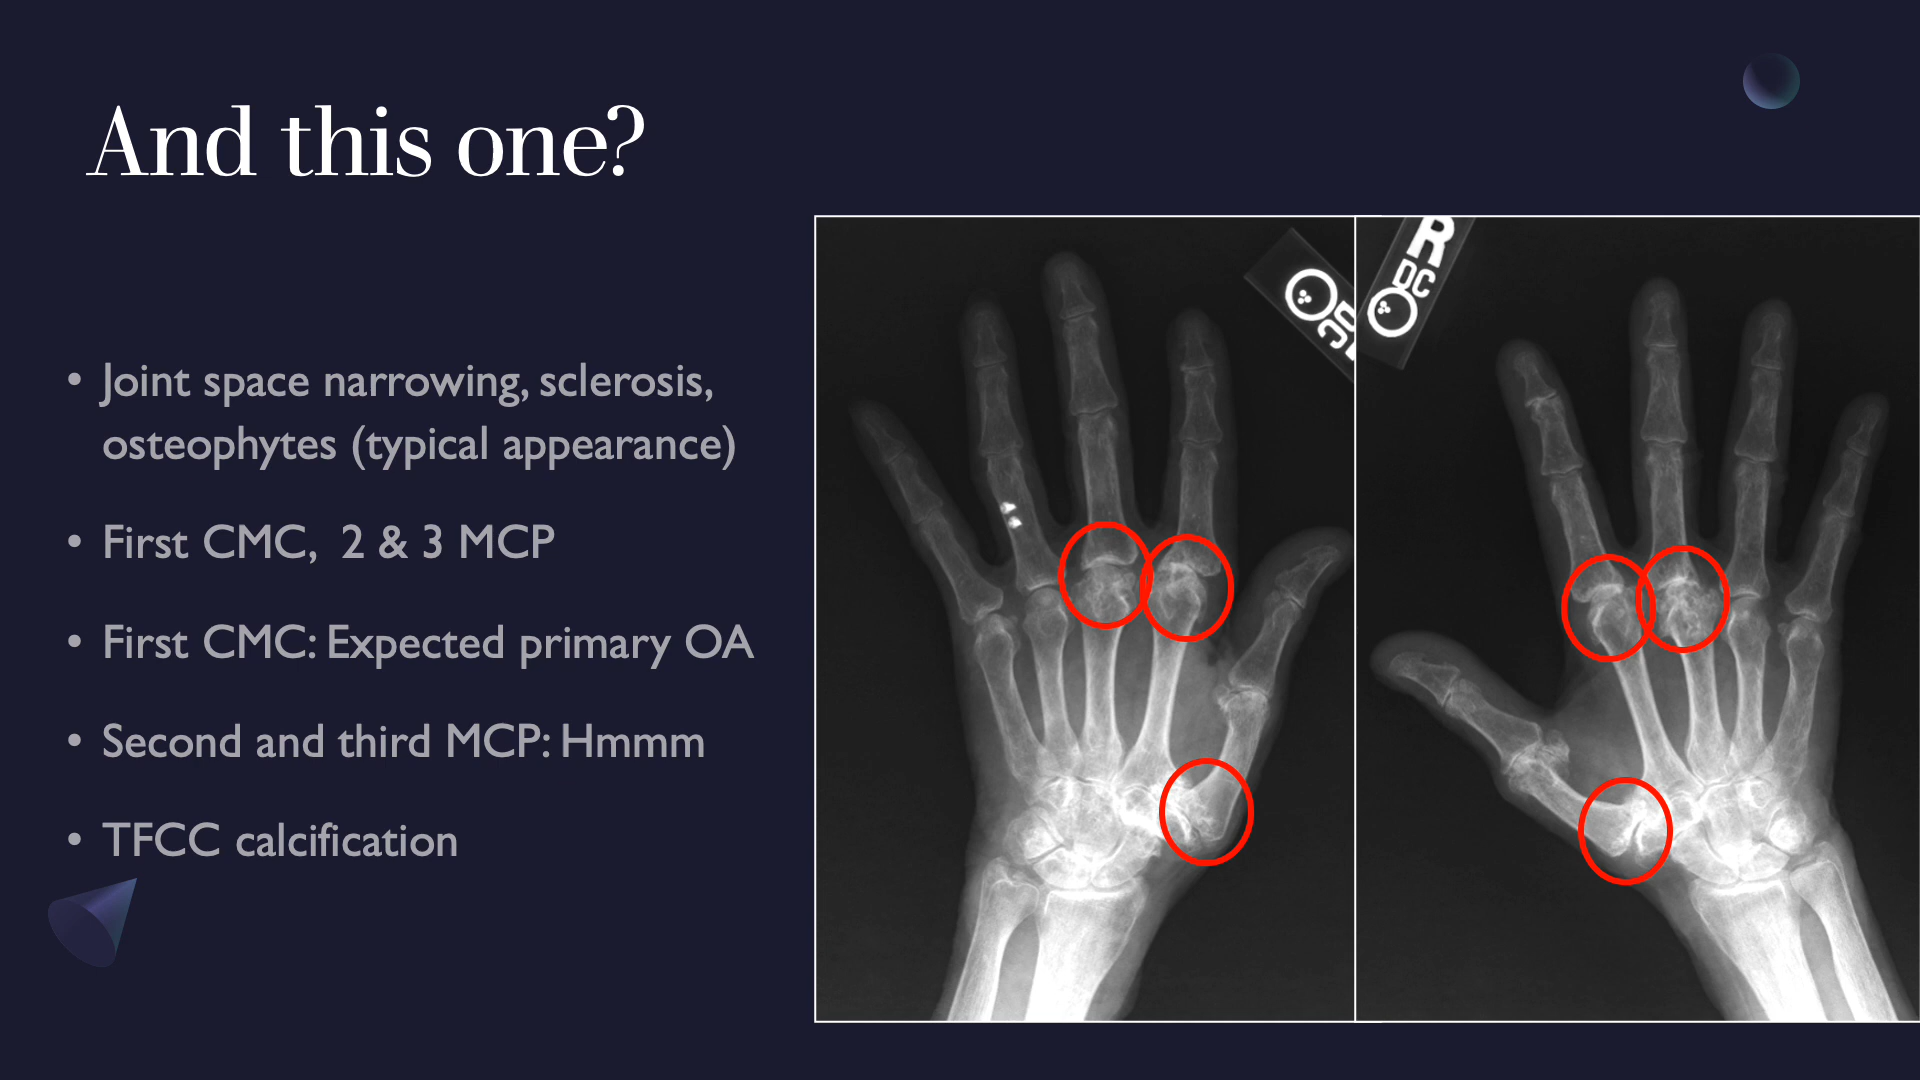 And this one?
• Joint space narrowing, sclerosis,
osteophytes (typical appearance)
• First CMC, 2 & 3 MCP
• First CMC: Expected primary OA
• Second and third MCP: Hmmm
• TFCC calcification
R
DC